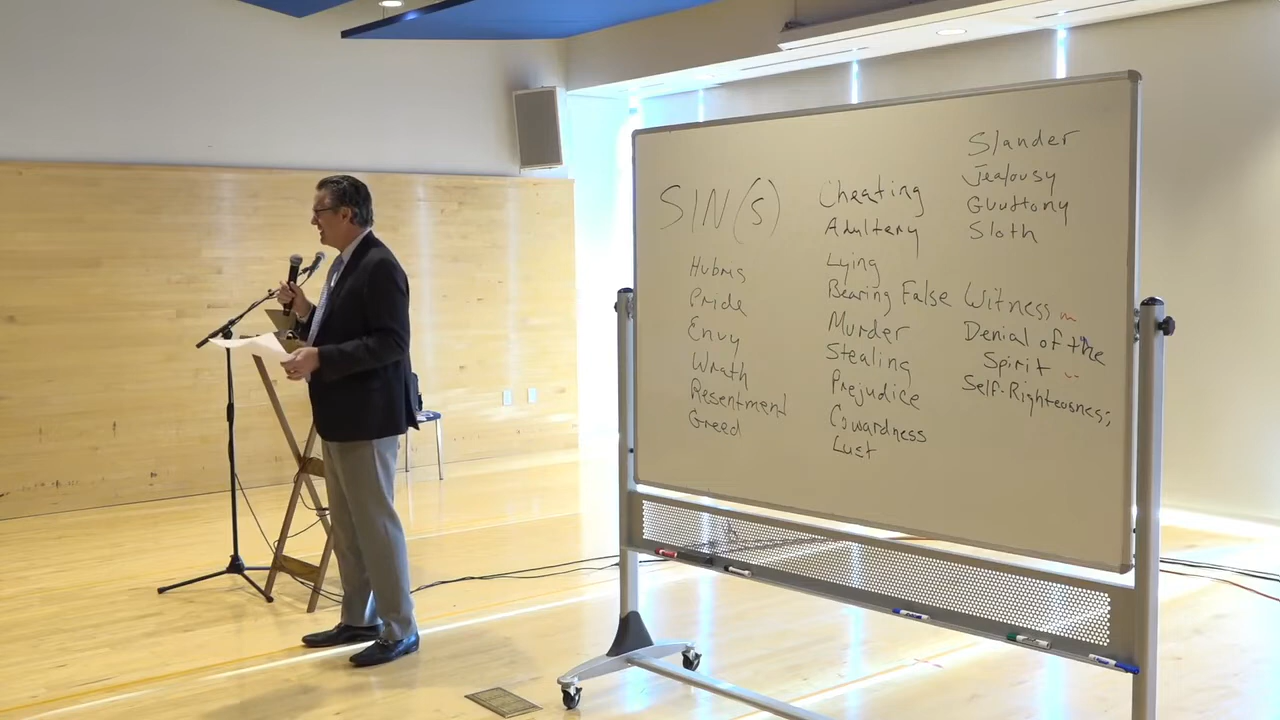 SIN(s)
Hubris
Pride
Envy
Wrath
Resentment
Greed
Cheating
Adultery
Lying
Bearing False Witness
Murder
Stealing
Prejudice
Cowardness
Lust
Slander
Jealousy
Gluttony
Sloth
Denial of the
Spirit
Self-Righteousness;